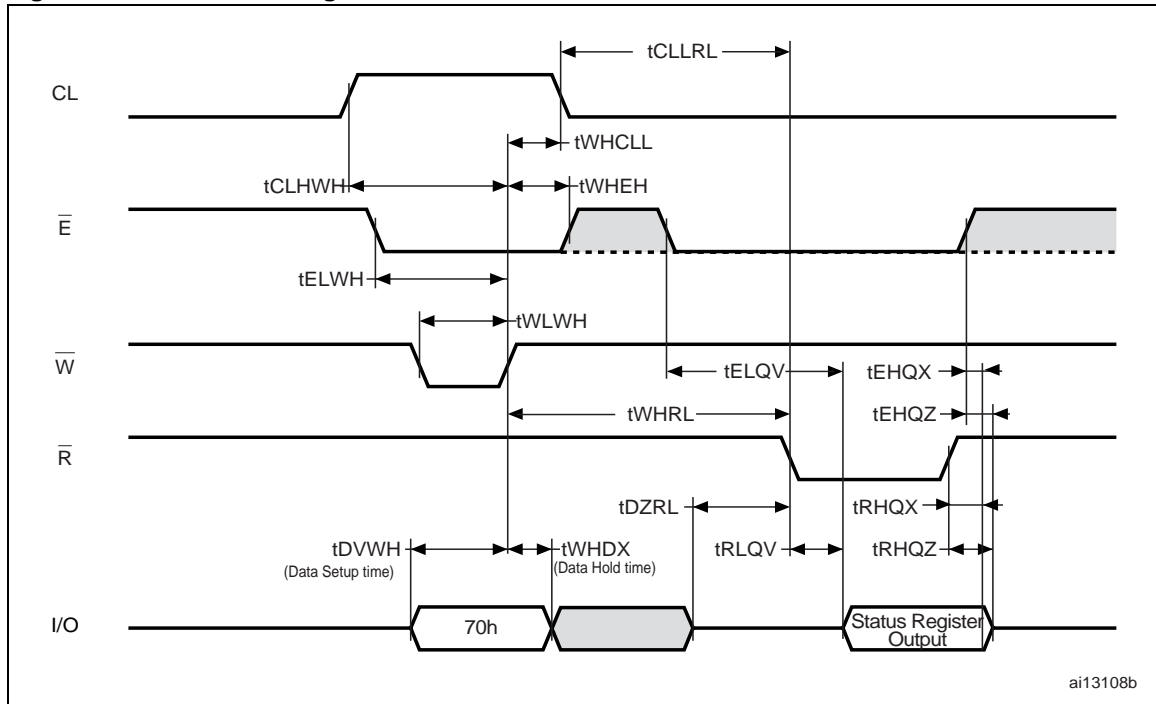 tCLLRL
CL
tWHCLL
tCLHWH
tWHEH
E
tELWH
tWLWH
W
tELQV
tEHQX
tWHRL
tEHQZ
R
tDZRL
tRHQX
tDVWH
(Data Setup time)
tWHDX
(Data Hold time)
tRLQV
tRHQZ
I/O
70h
Status Register
Output
ai13108b